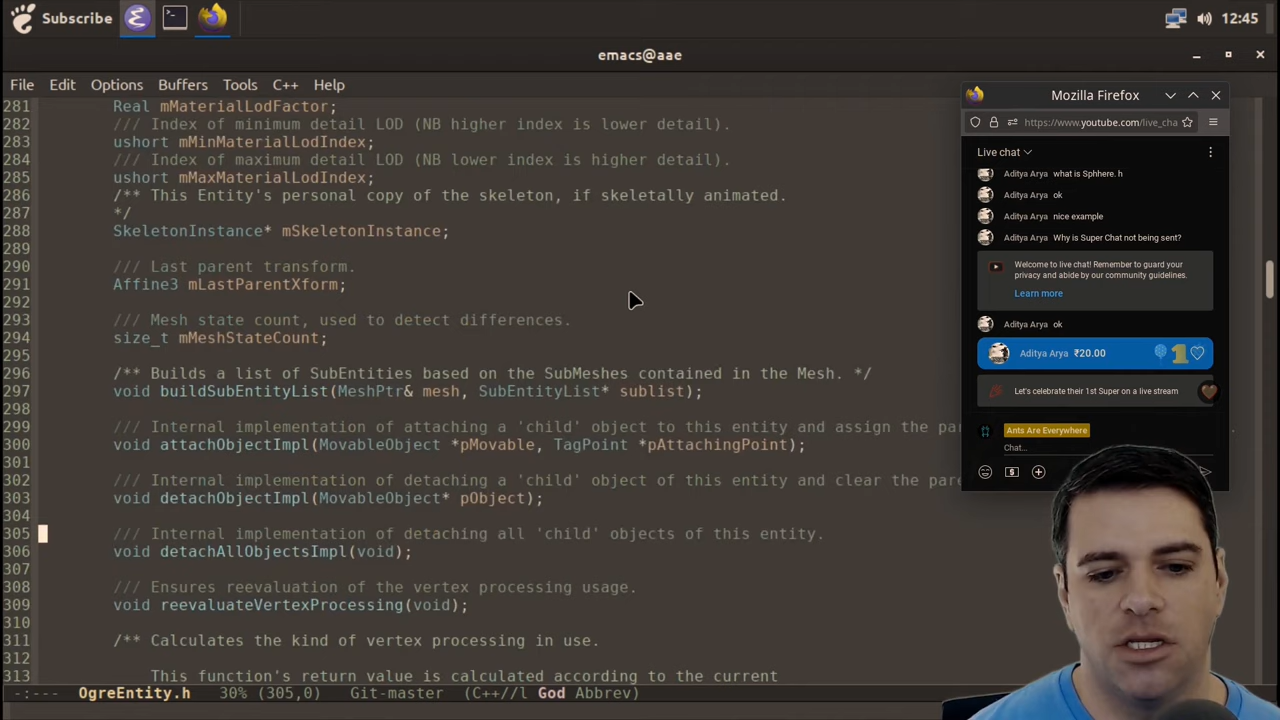 Subscribe
12:45
emacs@aae
File Edit Options Buffers Tools C++ Help
281 Real mMaterialLodFactor;
282 /// Index of minimum detail LOD (NB higher index is lower detail).
283 ushort mMinMaterialLodIndex;
284 /// Index of maximum detail LOD (NB lower index is higher detail).
285 ushort mMaxMaterialLodIndex;
286 /** This Entity's personal copy of the skeleton, if skeletally animated.
287 */
288 SkeletonInstance* mSkeletonInstance;
289
290 /// Last parent transform.
291 Affine3 mLastParentXform;
292
293 /// Mesh state count, used to detect differences.
294 size_t mMeshStateCount;
295
296 /** Builds a list of SubEntities based on the SubMeshes contained in the Mesh. */
297 void buildSubEntityList(MeshPtr& mesh, SubEntityList* sublist);
298
299 /// Internal implementation of attaching a 'child' object to this entity and assign the par
300 void attachObjectImpl(MovableObject *pMovable, TagPoint *pAttachingPoint);
301
302 /// Internal implementation of detaching a 'child' object of this entity and clear the pare
303 void detachObjectImpl(MovableObject* pObject);
304
305 /// Internal implementation of detaching all 'child' objects of this entity.
306 void detachAllObjectsImpl(void);
307
308 /// Ensures reevaluation of the vertex processing usage.
309 void reevaluateVertexProcessing(void);
310
311 /** Calculates the kind of vertex processing in use.
312
313 This function's return value is calculated according to the current
-:--- OgreEntity.h 30% (305,0) Git-master (C++//l God Abbrev)
Mozilla Firefox
https://www.youtube.com/live_cha
Live chat
Aditya Arya what is Sphhere. h
Aditya Arya ok
Aditya Arya nice example
Aditya Arya Why is Super Chat not being sent?
Welcome to live chat! Remember to guard your
privacy and abide by our community guidelines.
Learn more
Aditya Arya ok
Aditya Arya ₹20.00
Let's celebrate their 1st Super on a live stream
Ants Are Everywhere
Chat...